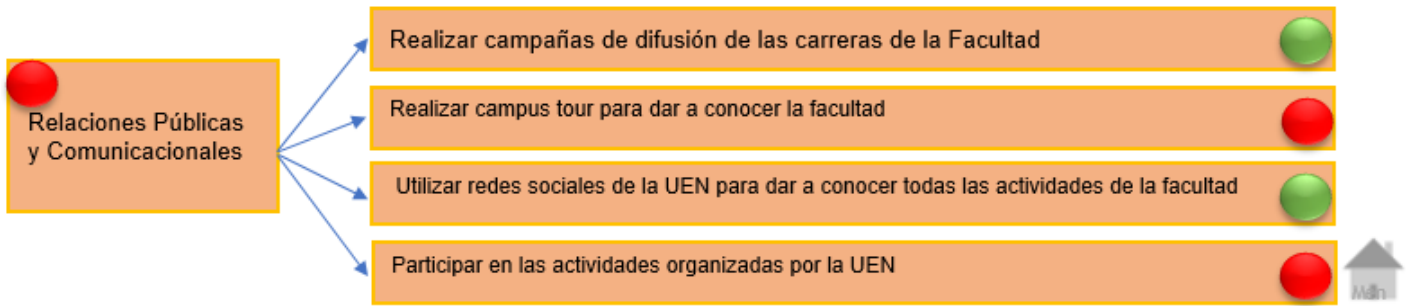 Relaciones Públicas
y Comunicacionales
Realizar campañas de difusión de las carreras de la Facultad
Realizar campus tour para dar a conocer la facultad
Utilizar redes sociales de la UEN para dar a conocer todas las actividades de la facultad
Participar en las actividades organizadas por la UEN